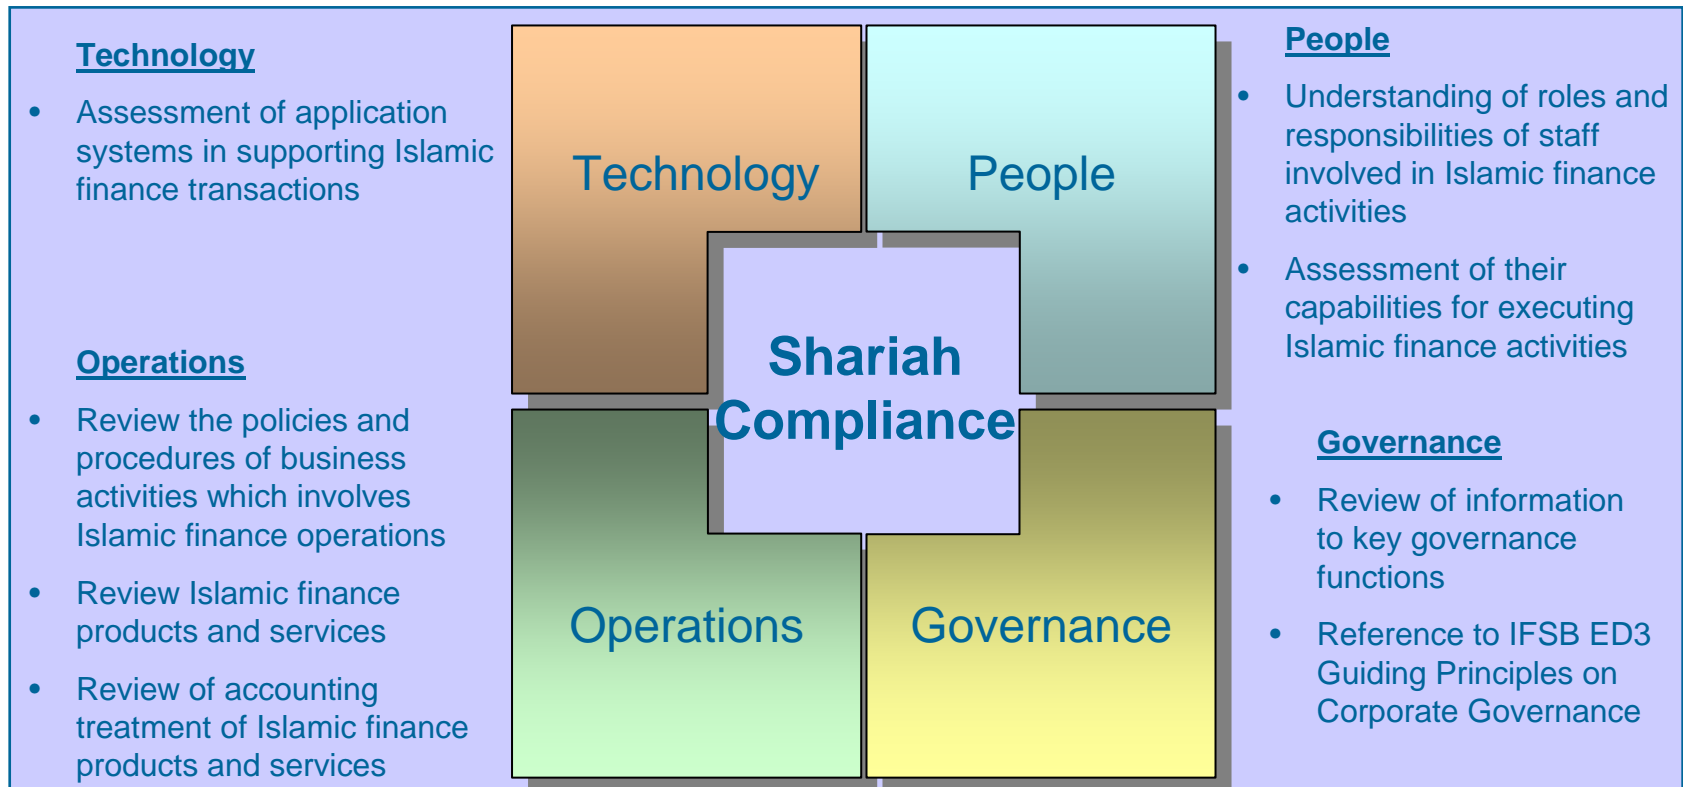 Technology
• Assessment of application
systems in supporting Islamic
finance transactions
Operations
• Review the policies and
procedures of business
activities which involves
Islamic finance operations
• Review Islamic finance
products and services
• Review of accounting
treatment of Islamic finance
products and services
Technology
People
Shariah
Compliance
Operations
Governance
People
• Understanding of roles and
responsibilities of staff
involved in Islamic finance
activities
• Assessment of their
capabilities for executing
Islamic finance activities
Governance
• Review of information
to key governance
functions
• Reference to IFSB ED3
Guiding Principles on
Corporate Governance